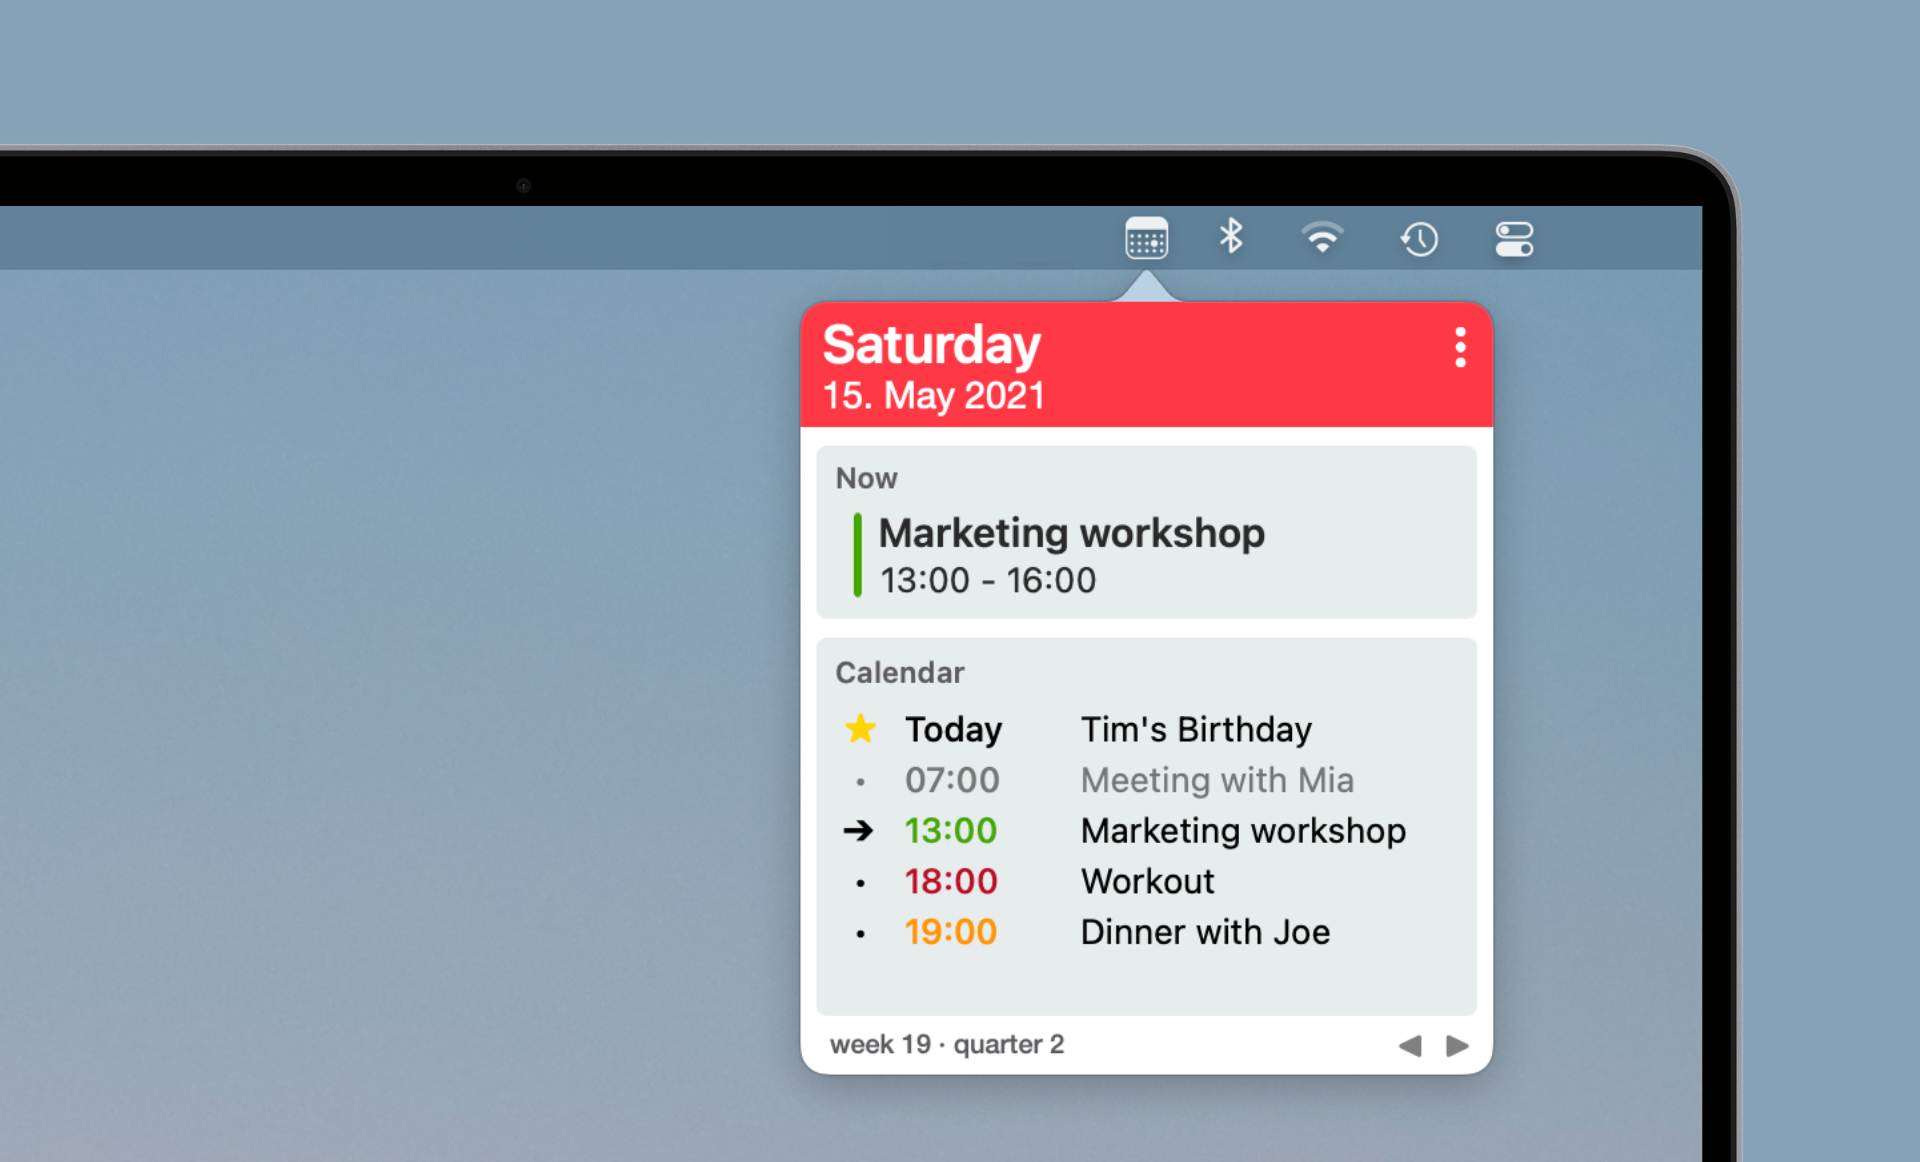 Saturday
15. May 2021
Now
Marketing workshop
13:00 - 16:00
Calendar
Today Tim's Birthday
07:00 Meeting with Mia
13:00 Marketing workshop
18:00 Workout
19:00 Dinner with Joe
week 19 · quarter 2